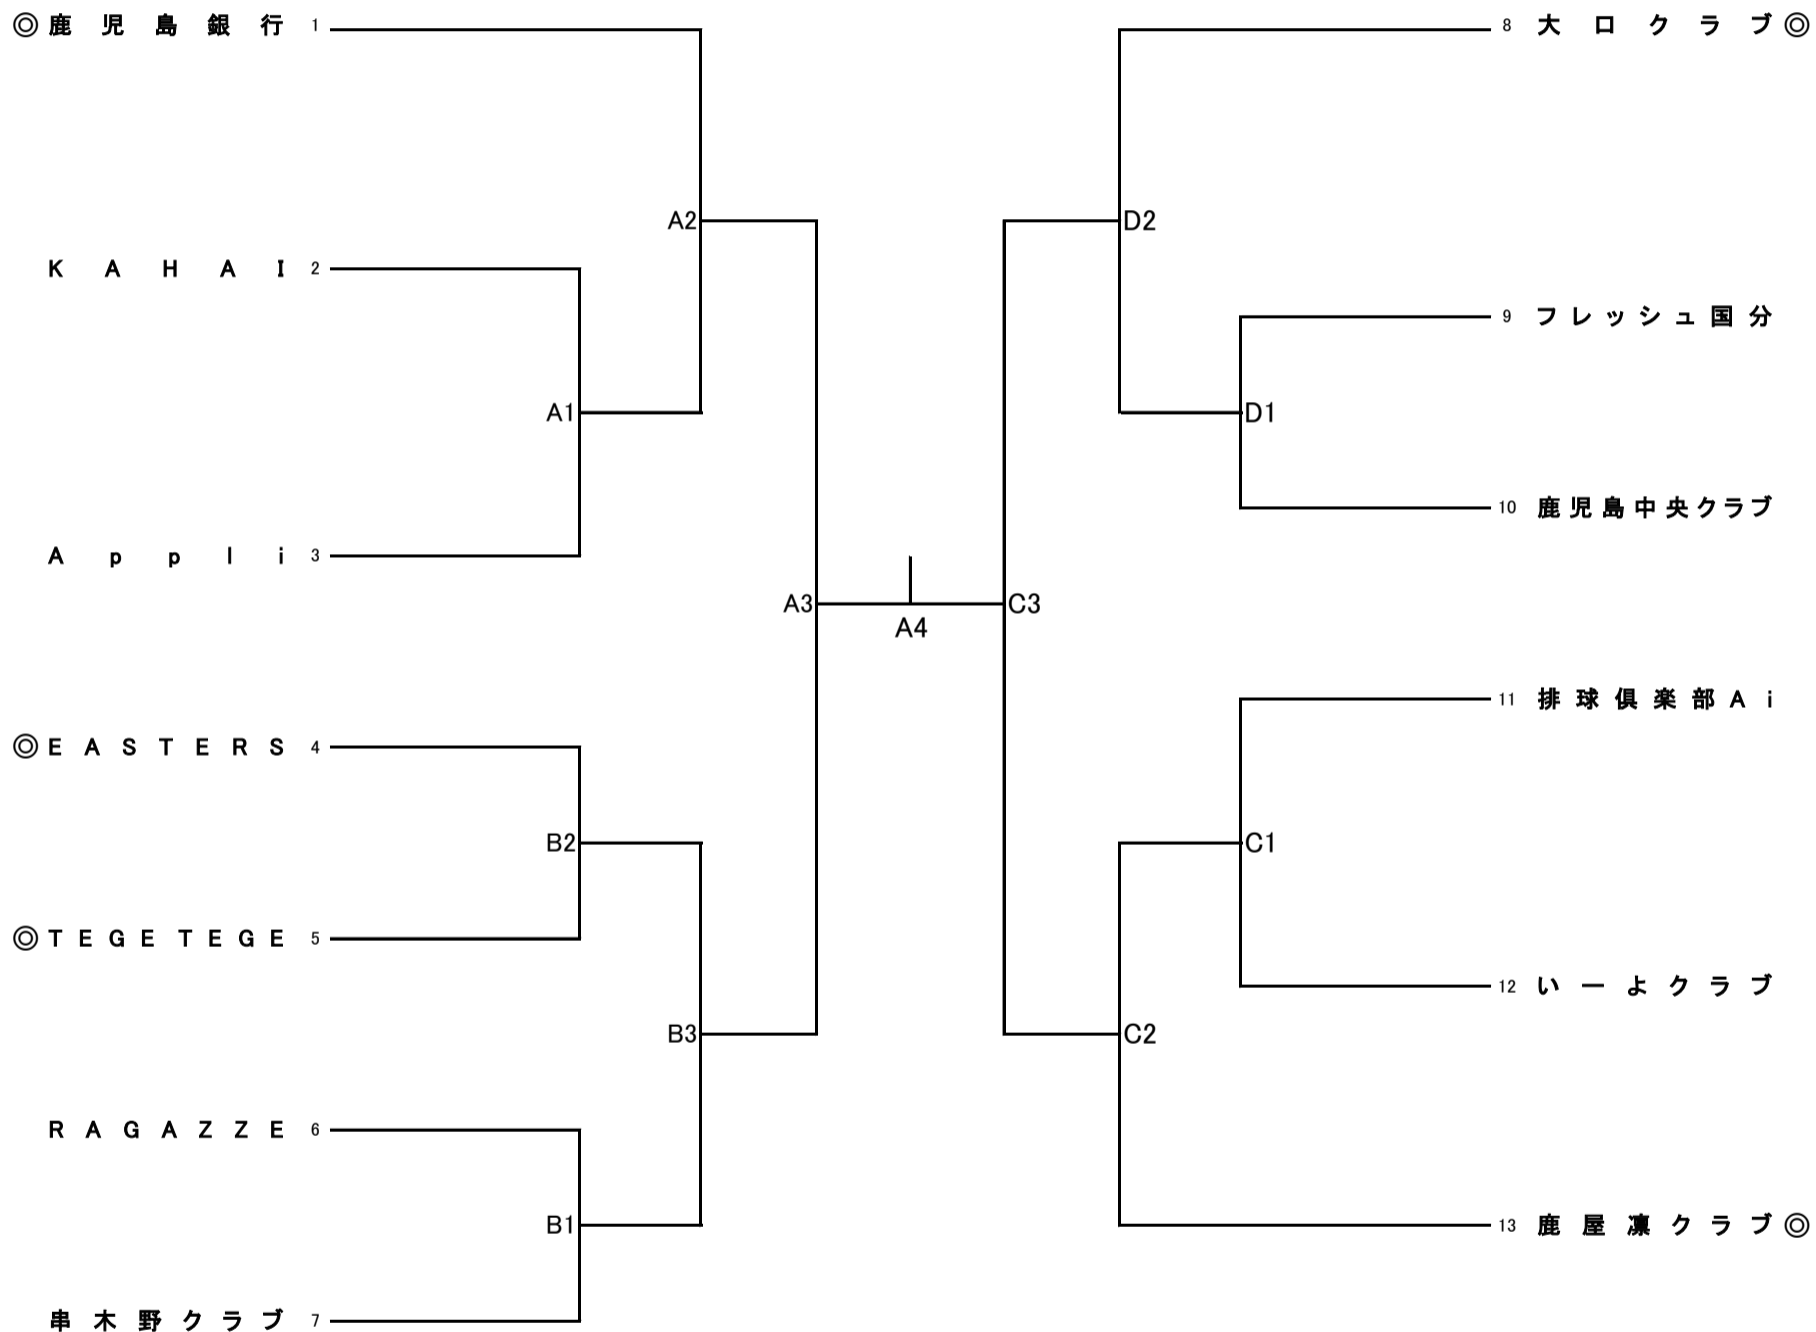 ◎鹿児島銀行 1
8 大口クラブ◎
A2
D2
KAHAI 2
9 フレッシュ国分
A1
D1
10 鹿児島中央クラブ
Appli 3
A3
C3
A4
11 排球倶楽部Ai
◎EASTERS 4
B2
C1
◎TEGETEGE 5
12 いーよクラブ
B3
C2
RAGAZZE 6
B1
13 鹿屋凛クラブ◎
串木野クラブ 7